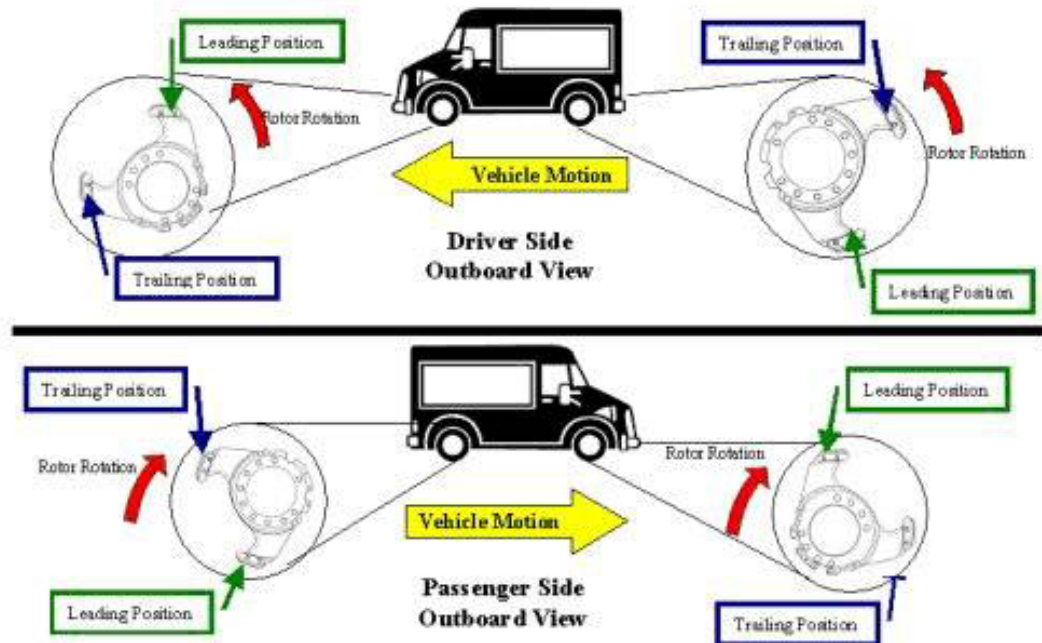 Leading Position
Trailing Position
Rotor Rotation
Rotor Rotation
Vehicle Motion
Driver Side
Outboard View
Trailing Position
Leading Position
Trailing Position
Leading Position
Rotor Rotation
Rotor Rotation
Vehicle Motion
Passenger Side
Outboard View
Leading Position
Trailing Position